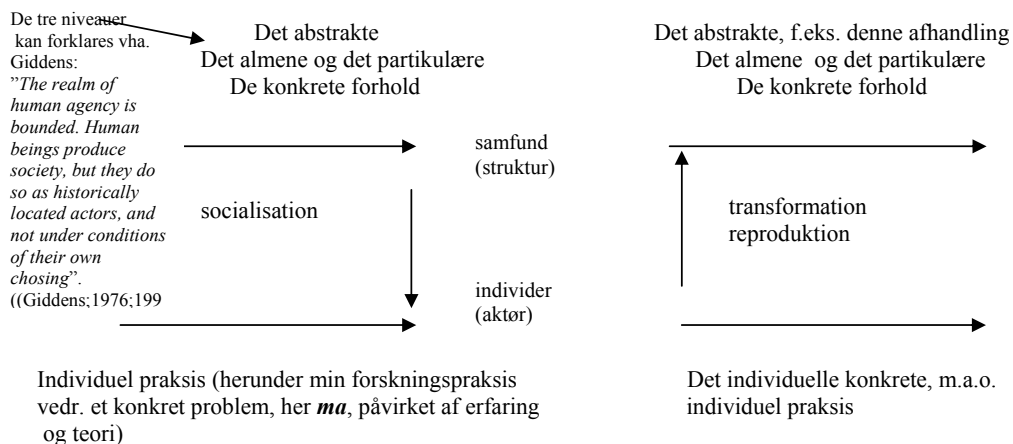 De tre niveauer
kan forklares vha.
Giddens:
”The realm of
human agency is
bounded. Human
beings produce
society, but they do
so as historically
located actors, and
not under conditions
of their own
chosing”.
((Giddens;1976;199
Det abstrakte
Det almene og det partikulære
De konkrete forhold
Det abstrakte, f.eks. denne afhandling
Det almene og det partikulære
De konkrete forhold
samfund
(struktur)
socialisation
transformation
reproduktion
individer
(aktør)
Individuel praksis (herunder min forskningspraksis
vedr. et konkret problem, her ma, påvirket af erfaring
og teori)
Det individuelle konkrete, m.a.o.
individuel praksis